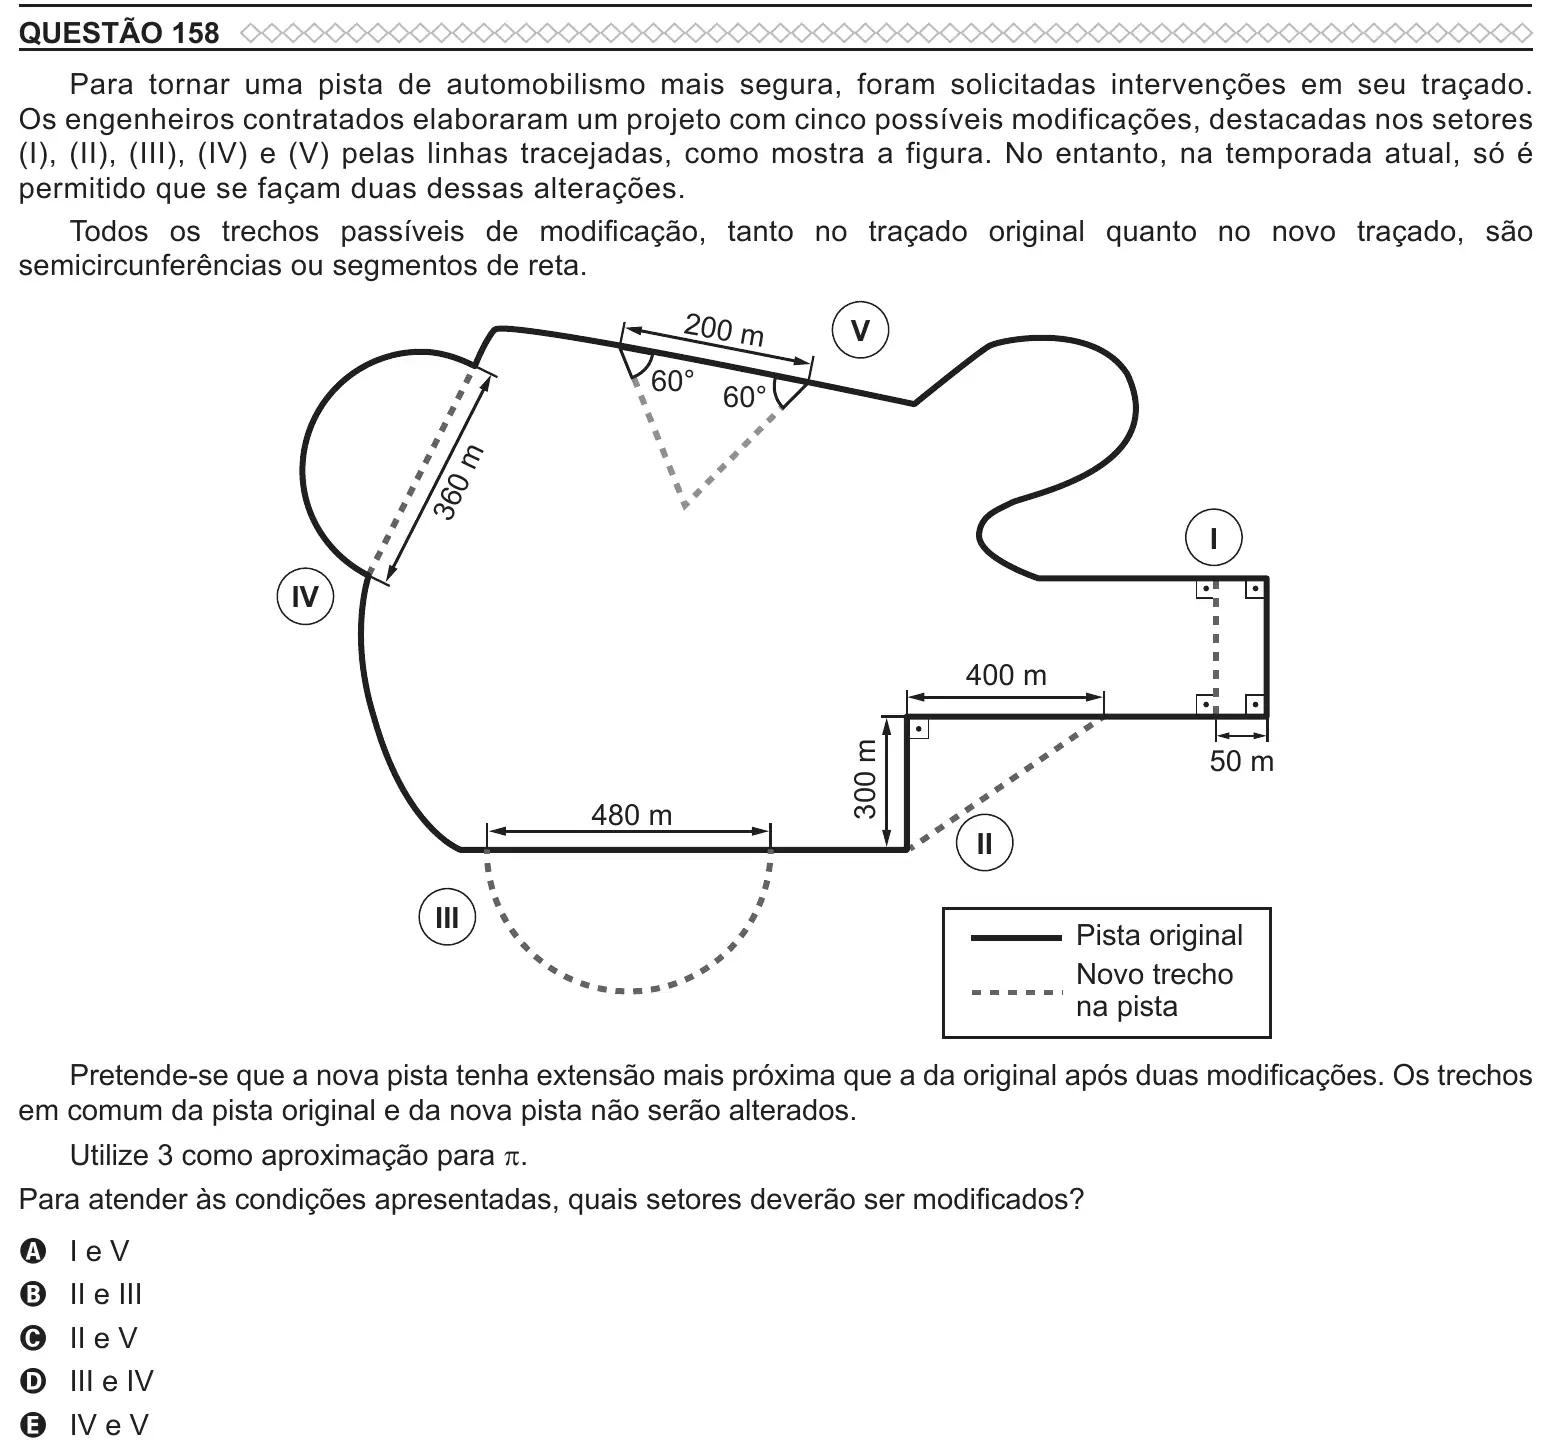 QUESTÃO 158
Para tornar uma pista de automobilismo mais segura, foram solicitadas intervenções em seu traçado.
Os engenheiros contratados elaboraram um projeto com cinco possíveis modificações, destacadas nos setores
(I), (II), (III), (IV) e (V) pelas linhas tracejadas, como mostra a figura. No entanto, na temporada atual, só é
permitido que se façam duas dessas alterações.
Todos os trechos passíveis de modificação, tanto no traçado original quanto no novo traçado, são
semicircunferências ou segmentos de reta.
200 m
V
60°
60°
360 m
I
IV
400 m
300 m
50 m
480 m
II
III
Pista original
Novo trecho
na pista
Pretende-se que a nova pista tenha extensão mais próxima que a da original após duas modificações. Os trechos
em comum da pista original e da nova pista não serão alterados.
Utilize 3 como aproximação para π.
Para atender às condições apresentadas, quais setores deverão ser modificados?
A I e V
B II e III
C II e V
D III e IV
E IV e V